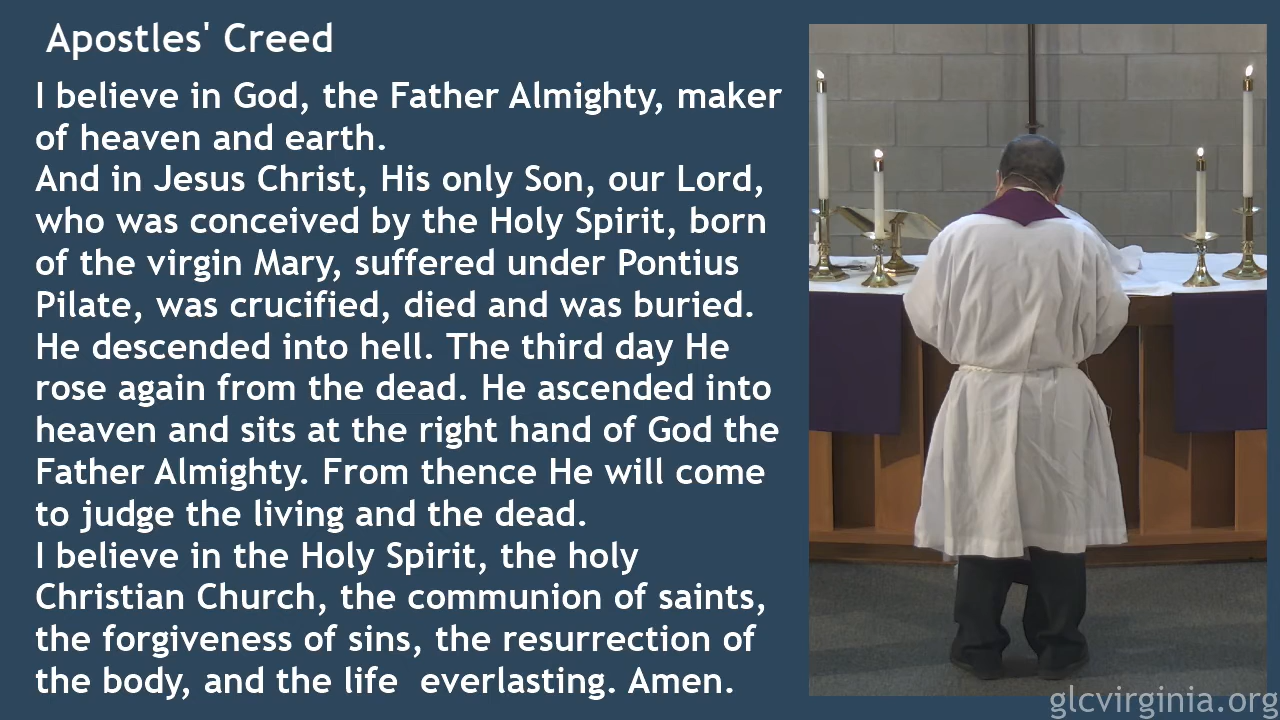 Apostles' Creed
I believe in God, the Father Almighty, maker
of heaven and earth.
And in Jesus Christ, His only Son, our Lord,
who was conceived by the Holy Spirit, born
of the virgin Mary, suffered under Pontius
Pilate, was crucified, died and was buried.
He descended into hell. The third day He
rose again from the dead. He ascended into
heaven and sits at the right hand of God the
Father Almighty. From thence He will come
to judge the living and the dead.
I believe in the Holy Spirit, the holy
Christian Church, the communion of saints,
the forgiveness of sins, the resurrection of
the body, and the life  everlasting. Amen.
glcvirginia.org